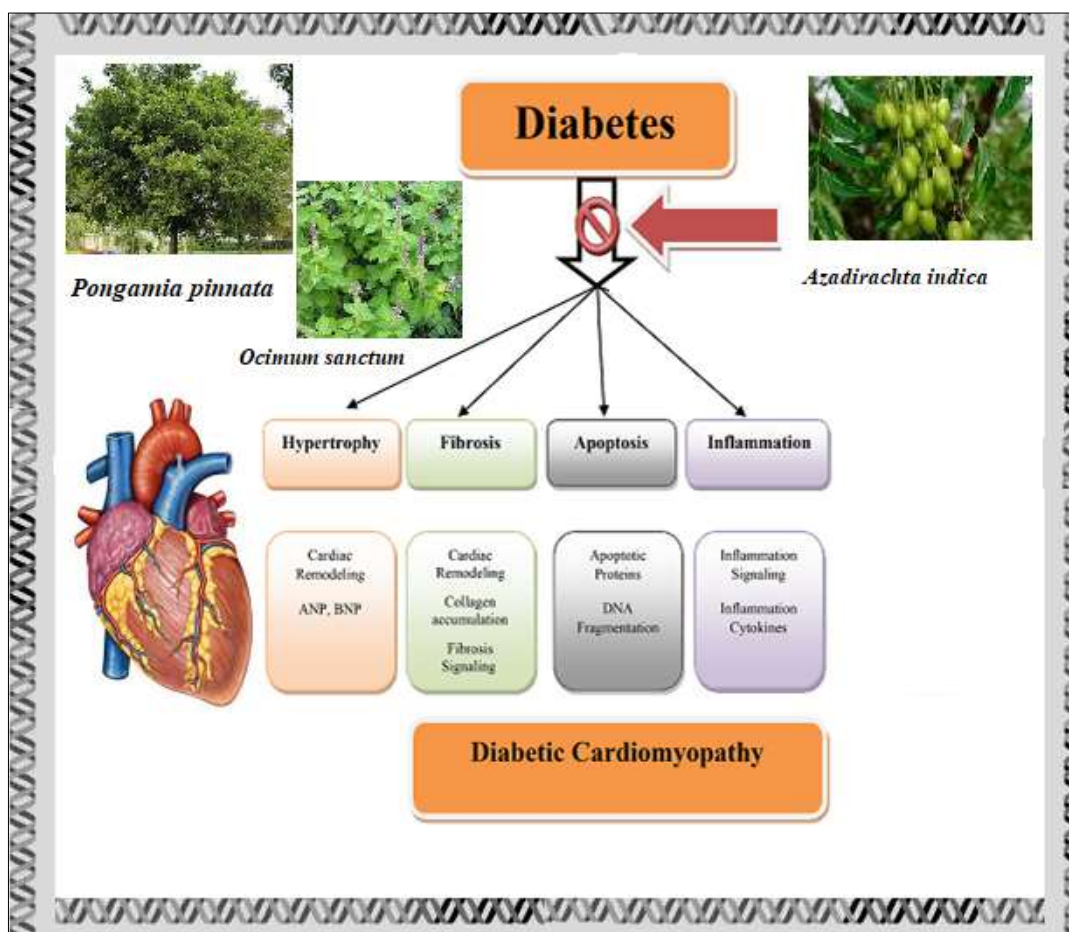 Diabetes
Pongamia pinnata
Ocimum sanctum
Azadirachta indica
Hypertrophy
Fibrosis
Apoptosis
Inflammation
Cardiac
Remodeling
ANP, BNP
Cardiac
Remodeling
Collagen
accumulation
Fibrosis
Signaling
Apoptotic
Proteins
DNA
Fragmentation
Inflammation
Signaling
Inflammation
Cytokines
Diabetic Cardiomyopathy